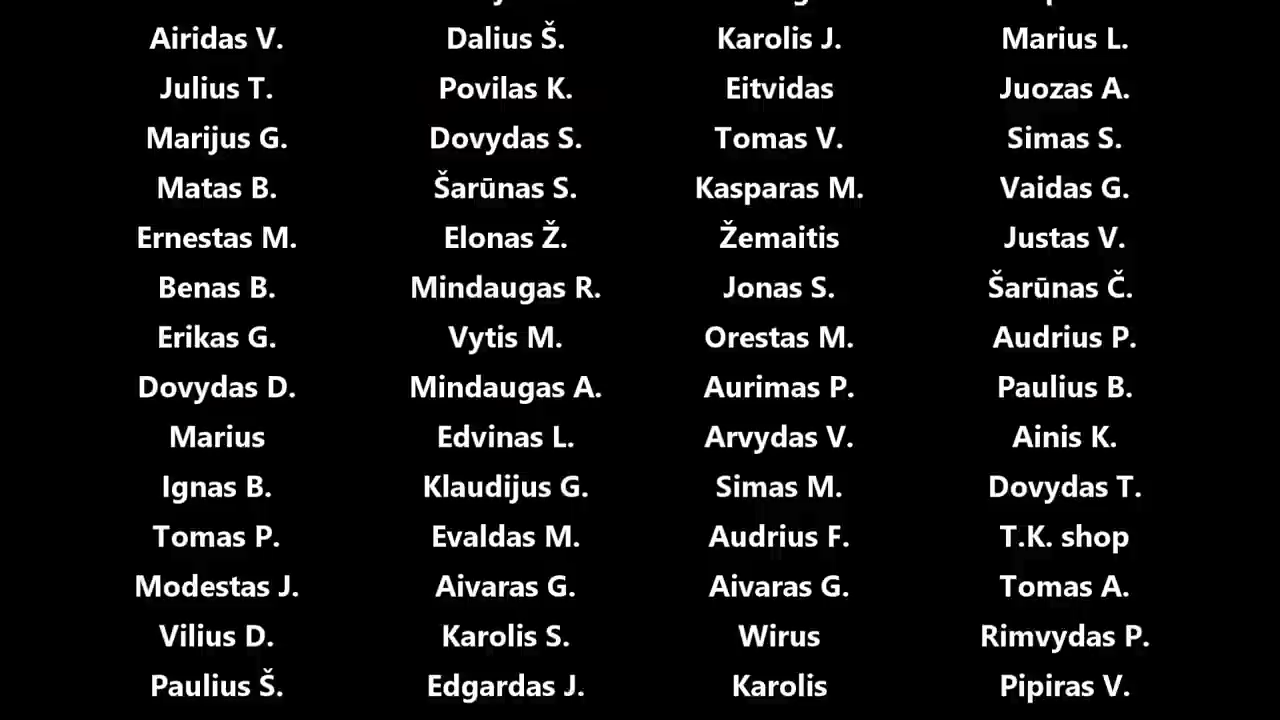 Airidas V. Dalius Š. Karolis J. Marius L.
Julius T. Povilas K. Eitvidas Juozas A.
Marijus G. Dovydas S. Tomas V. Simas S.
Matas B. Šarūnas S. Kasparas M. Vaidas G.
Ernestas M. Elonas Ž. Žemaitis Justas V.
Benas B. Mindaugas R. Jonas S. Šarūnas Č.
Erikas G. Vytis M. Orestas M. Audrius P.
Dovydas D. Mindaugas A. Aurimas P. Paulius B.
Marius Edvinas L. Arvydas V. Ainis K.
Ignas B. Klaudijus G. Simas M. Dovydas T.
Tomas P. Evaldas M. Audrius F. T.K. shop
Modestas J. Aivaras G. Aivaras G. Tomas A.
Vilius D. Karolis S. Wirus Rimvydas P.
Paulius Š. Edgardas J. Karolis Pipiras V.